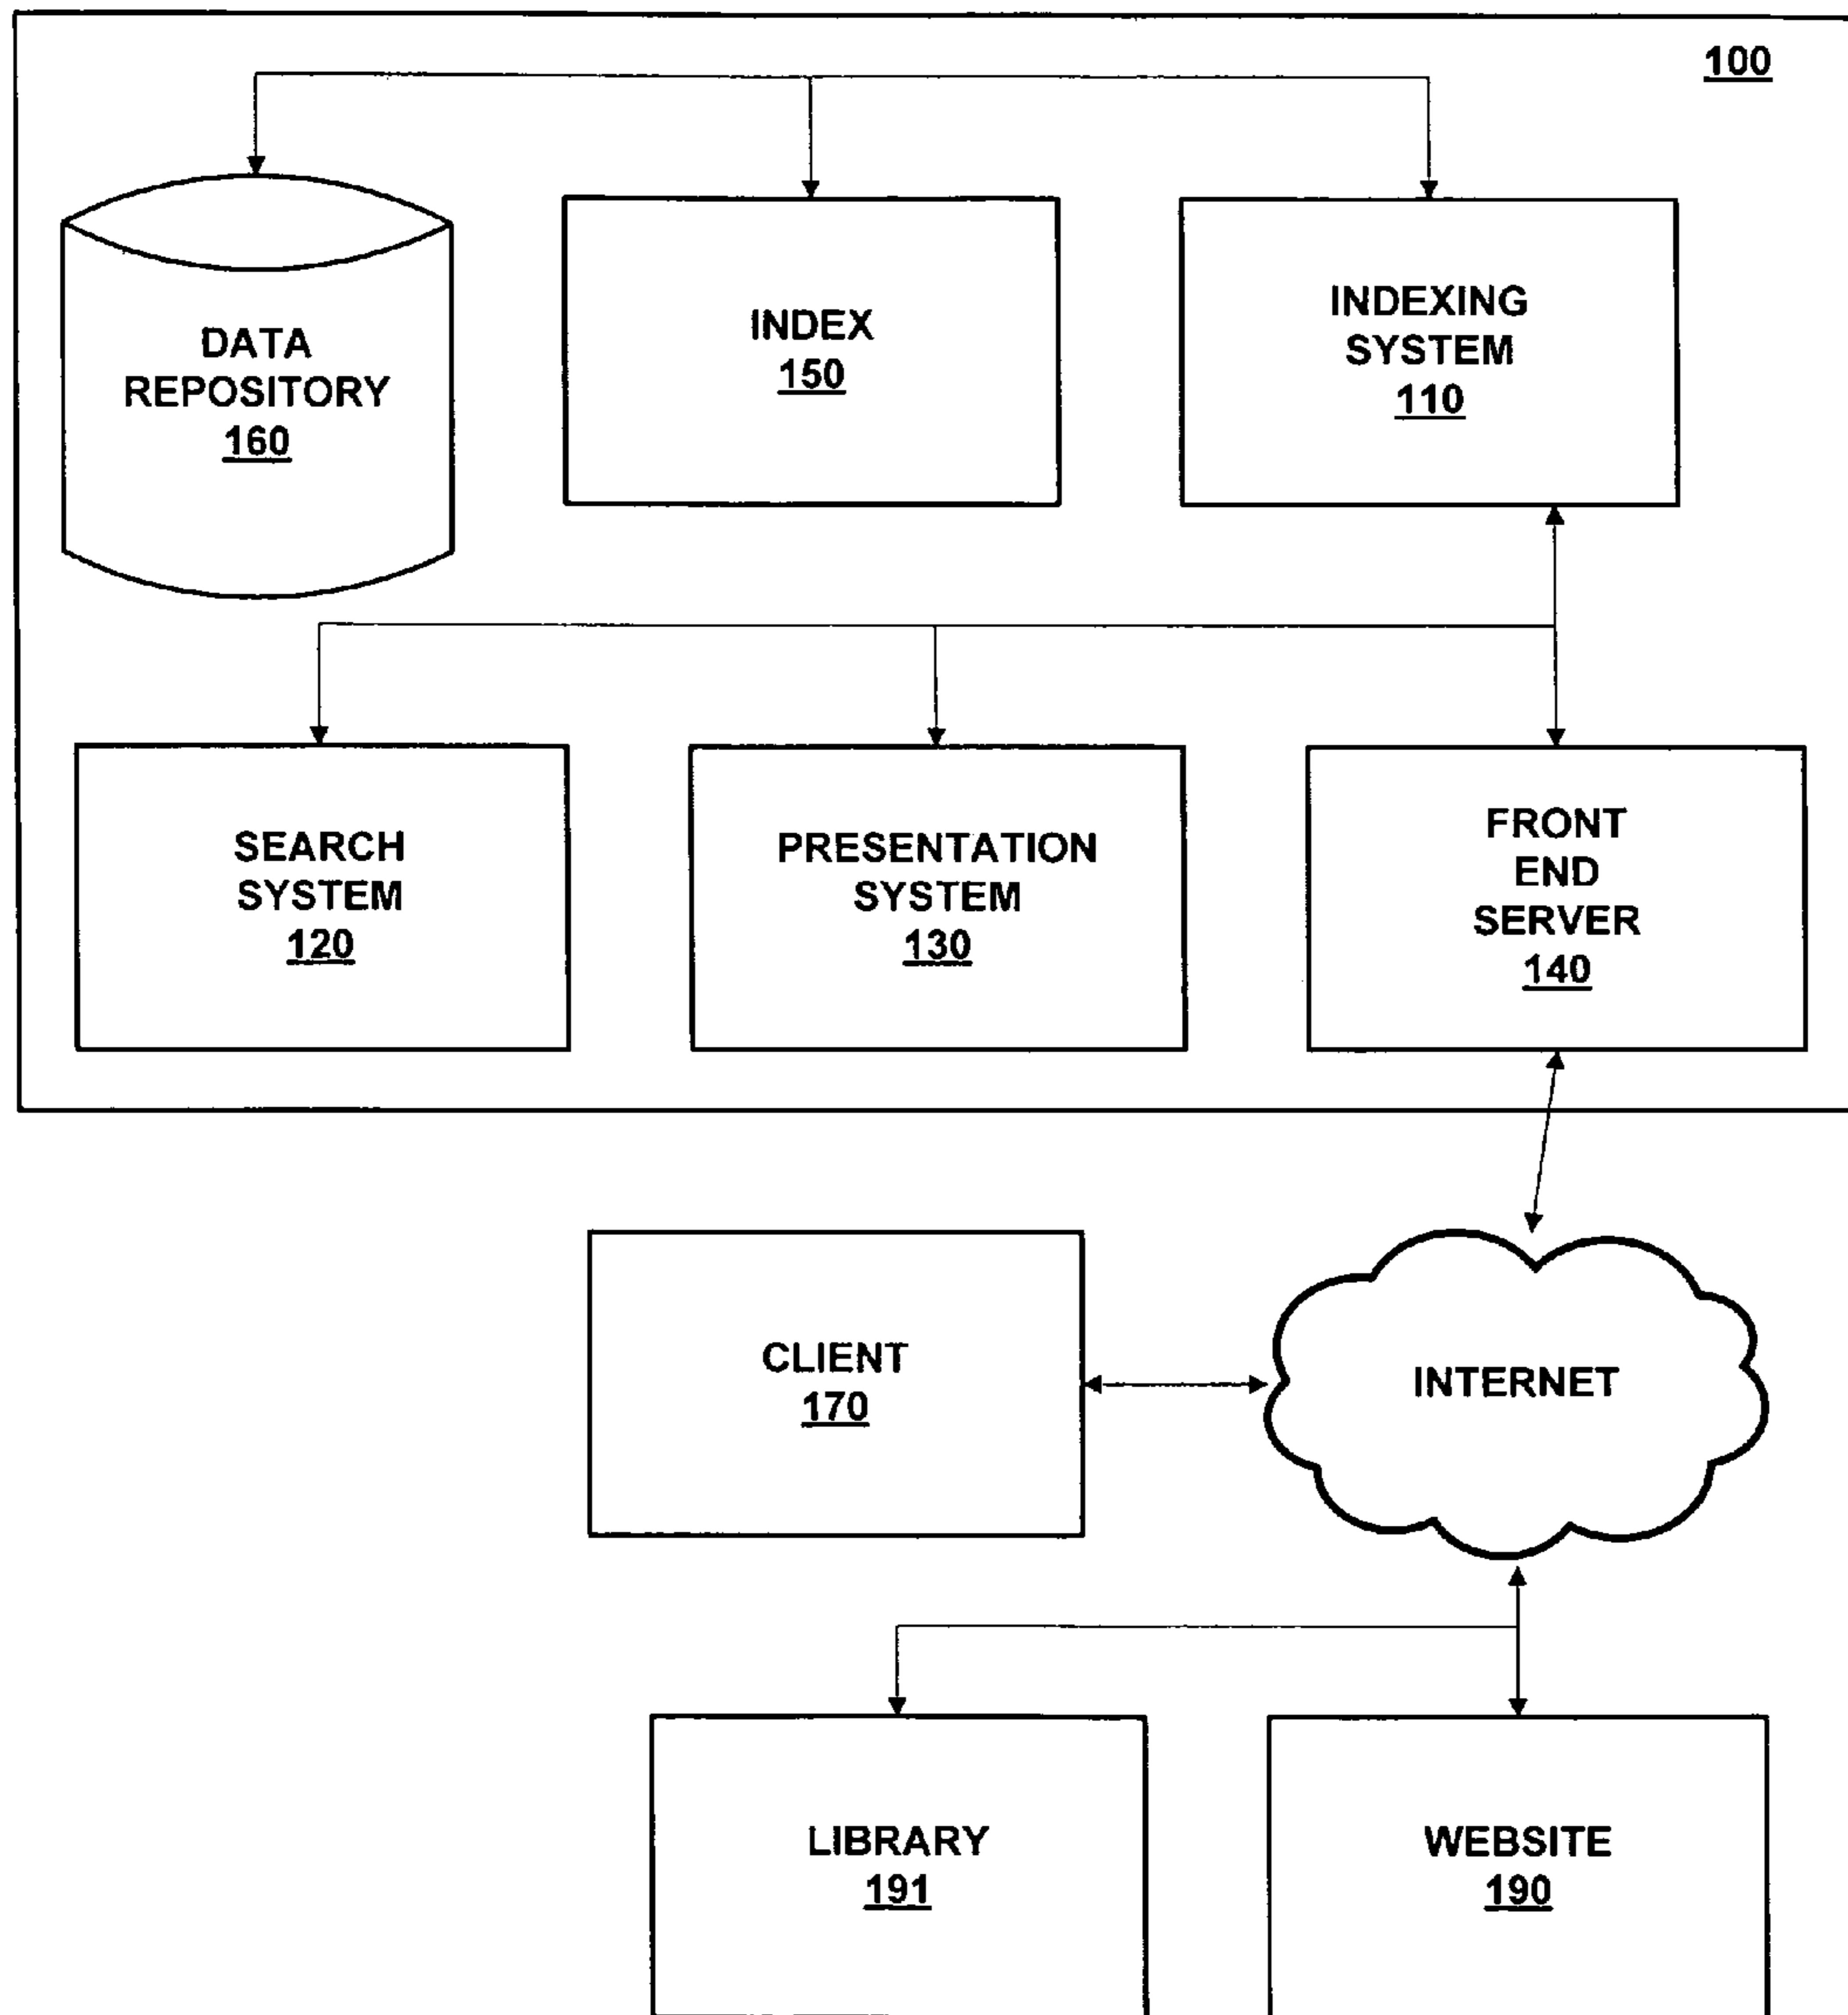 100
DATA
REPOSITORY
160
INDEX
150
INDEXING
SYSTEM
110
SEARCH
SYSTEM
120
PRESENTATION
SYSTEM
130
FRONT
END
SERVER
140
CLIENT
170
INTERNET
LIBRARY
191
WEBSITE
190